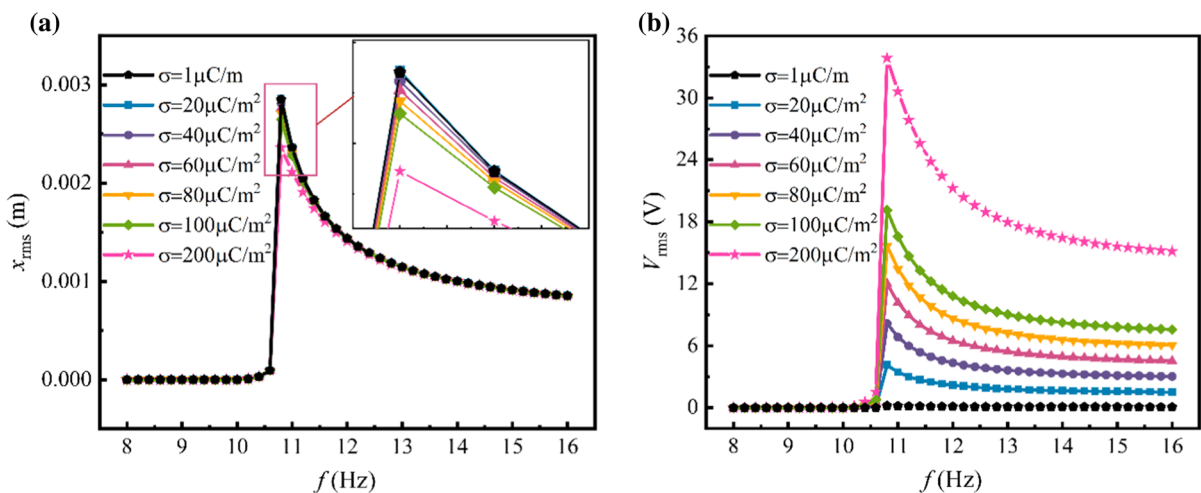 (a)
0.003
0.002
0.001
0.000
x_rms (m)
σ=1μC/m
σ=20μC/m²
σ=40μC/m²
σ=60μC/m²
σ=80μC/m²
σ=100μC/m²
σ=200μC/m²
8 9 10 11 12 13 14 15 16
f (Hz)
(b)
36
30
24
18
12
6
0
V_rms (V)
σ=1μC/m
σ=20μC/m²
σ=40μC/m²
σ=60μC/m²
σ=80μC/m²
σ=100μC/m²
σ=200μC/m²
8 9 10 11 12 13 14 15 16
f (Hz)